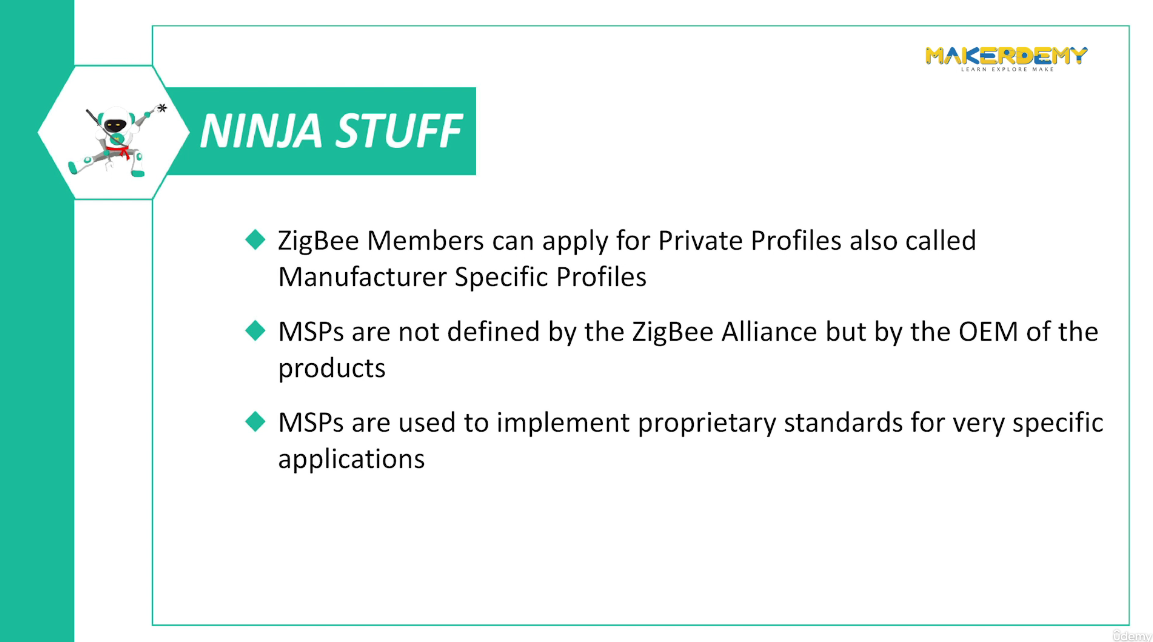 MAKERDEMY
LEARN EXPLORE MAKE
NINJA STUFF
ZigBee Members can apply for Private Profiles also called
Manufacturer Specific Profiles
MSPs are not defined by the ZigBee Alliance but by the OEM of the
products
MSPs are used to implement proprietary standards for very specific
applications
ûdemy